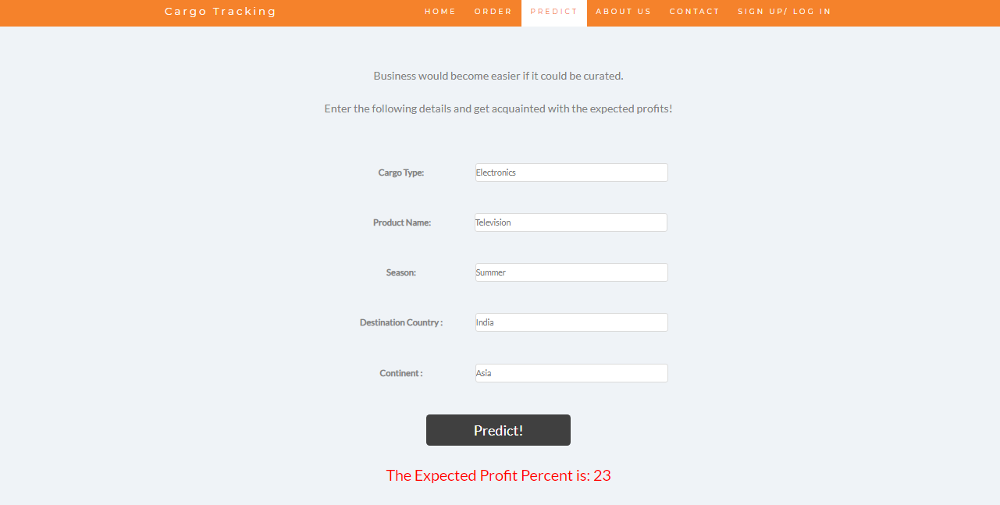 Cargo Tracking HOME ORDER PREDICT ABOUT US CONTACT SIGN UP/ LOG IN
Business would become easier if it could be curated.
Enter the following details and get acquainted with the expected profits!
Cargo Type: Electronics
Product Name: Television
Season: Summer
Destination Country : India
Continent : Asia
Predict!
The Expected Profit Percent is: 23